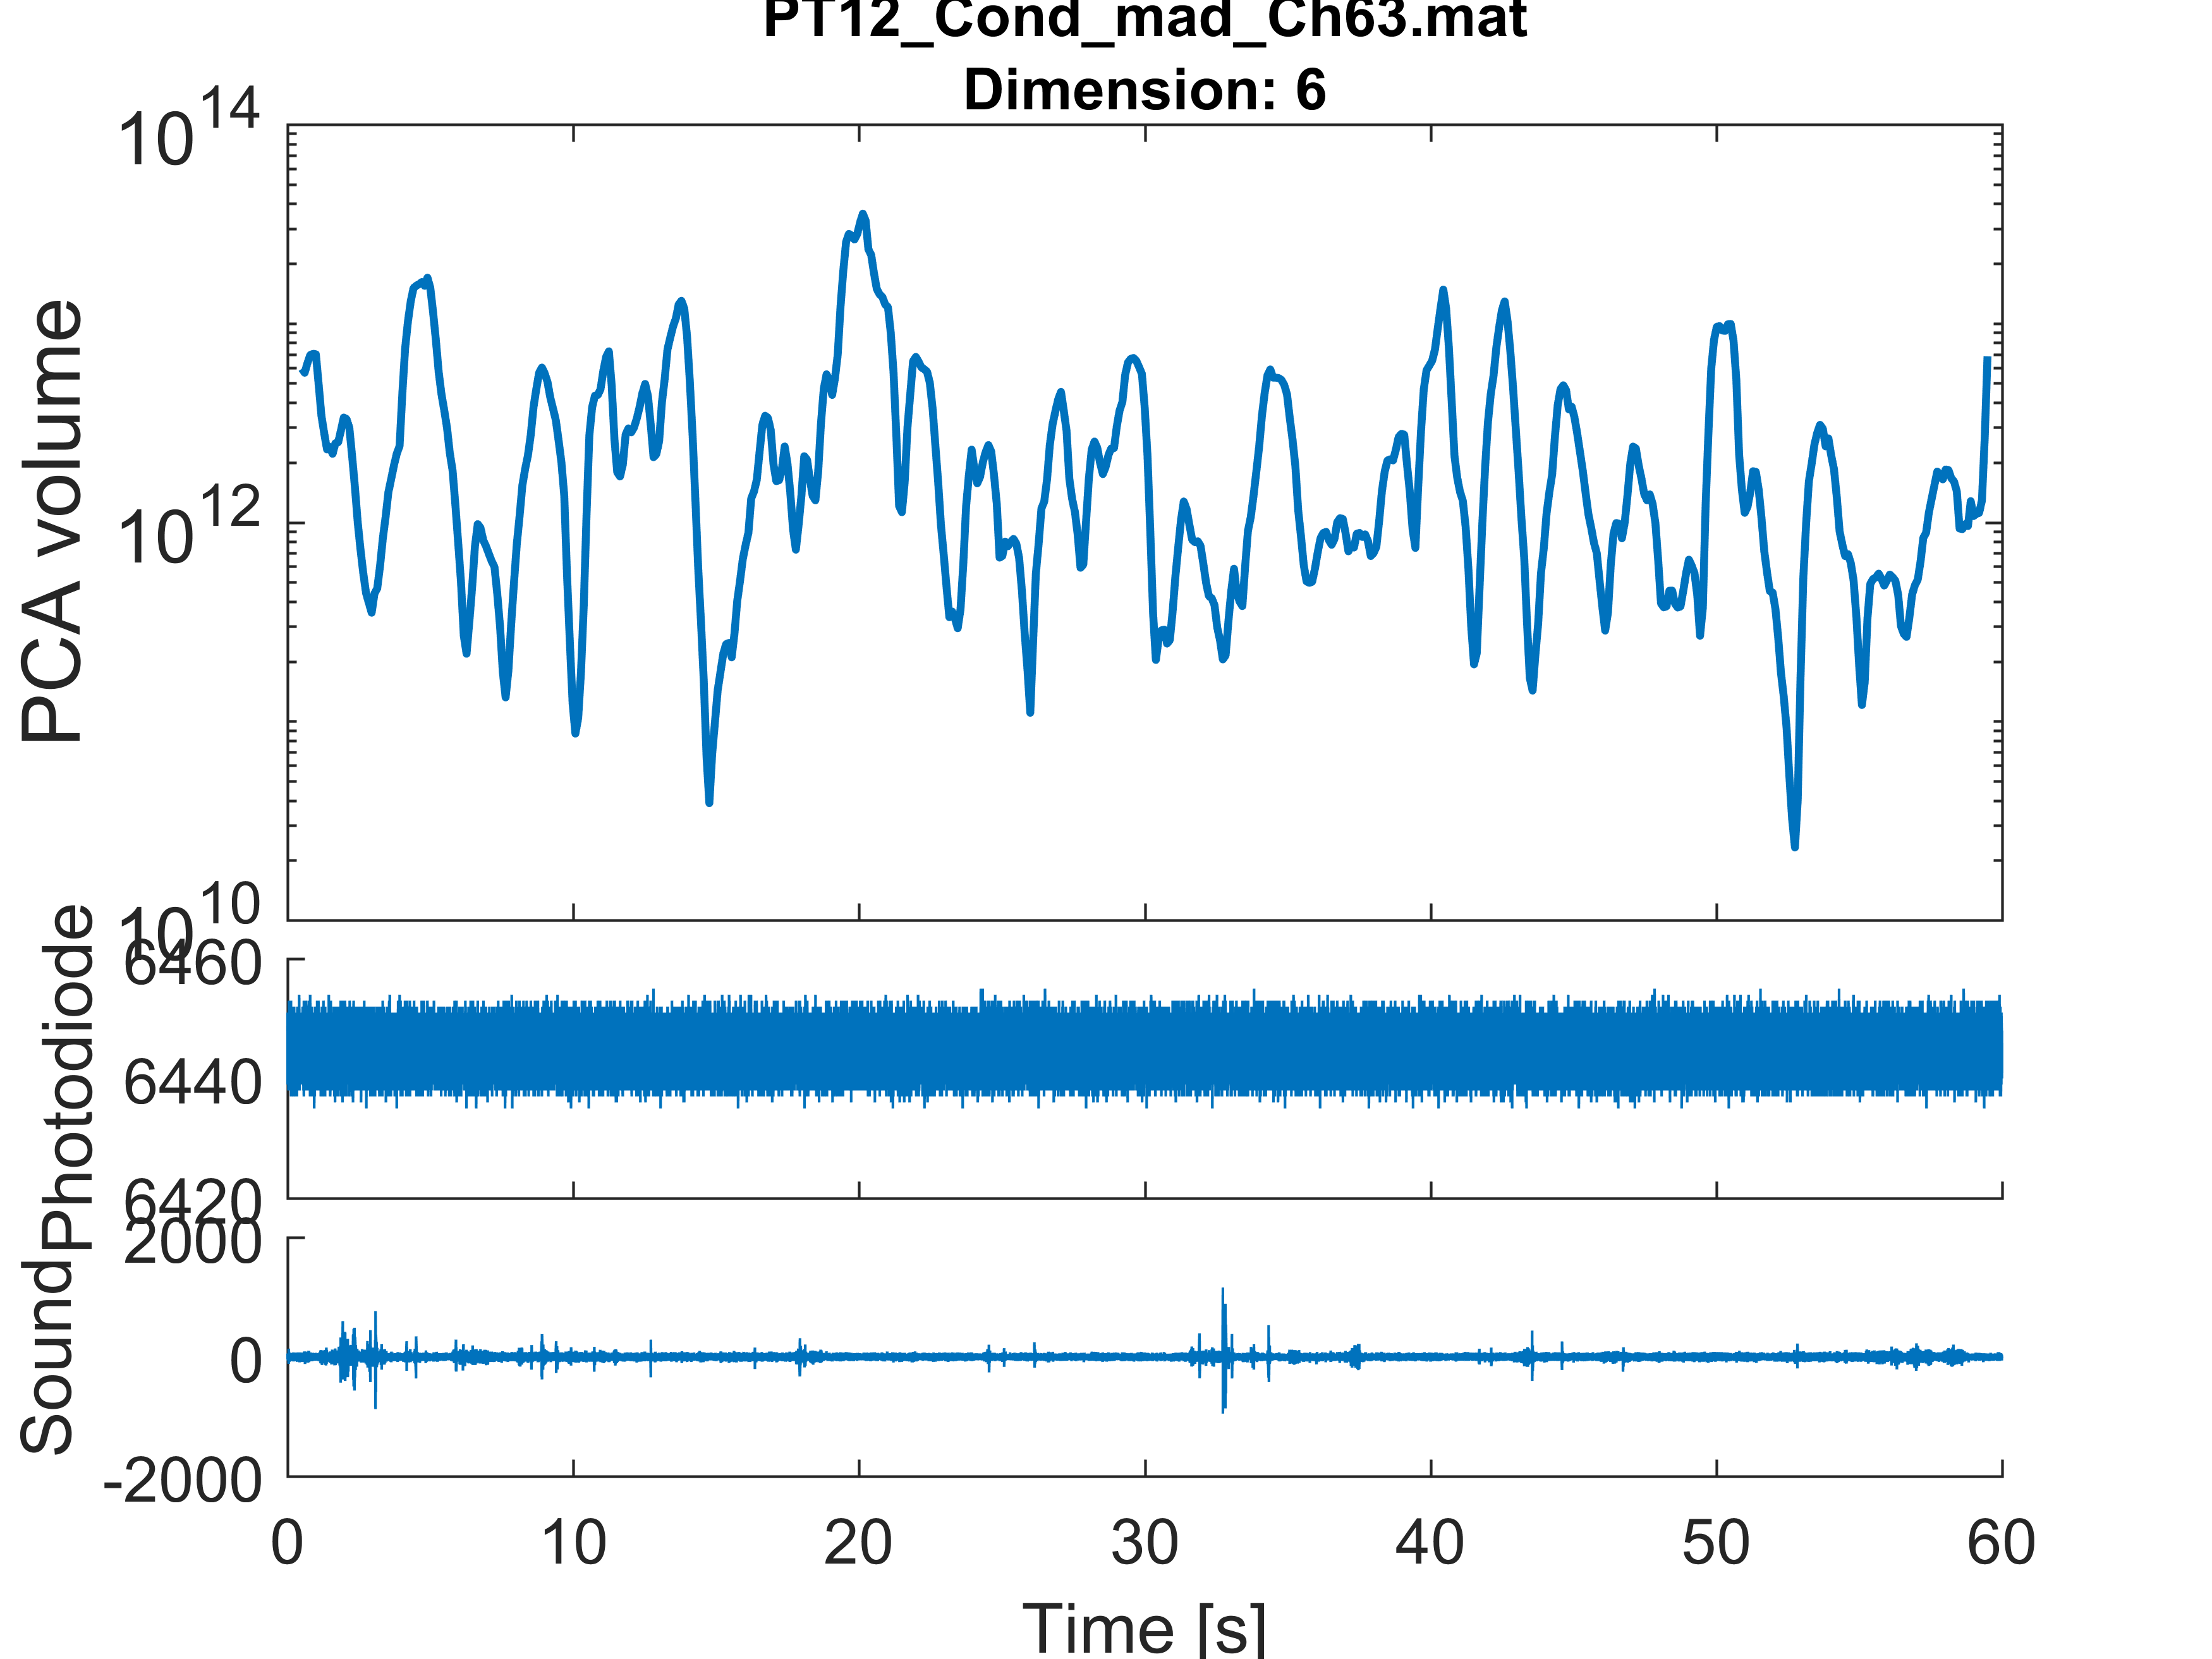 PT12_Cond_mad_Ch63.mat
Dimension: 6
10^14
10^12
10^10
PCA volume
6460
6440
6420
Photodiode
2000
0
-2000
Sound
0 10 20 30 40 50 60
Time [s]